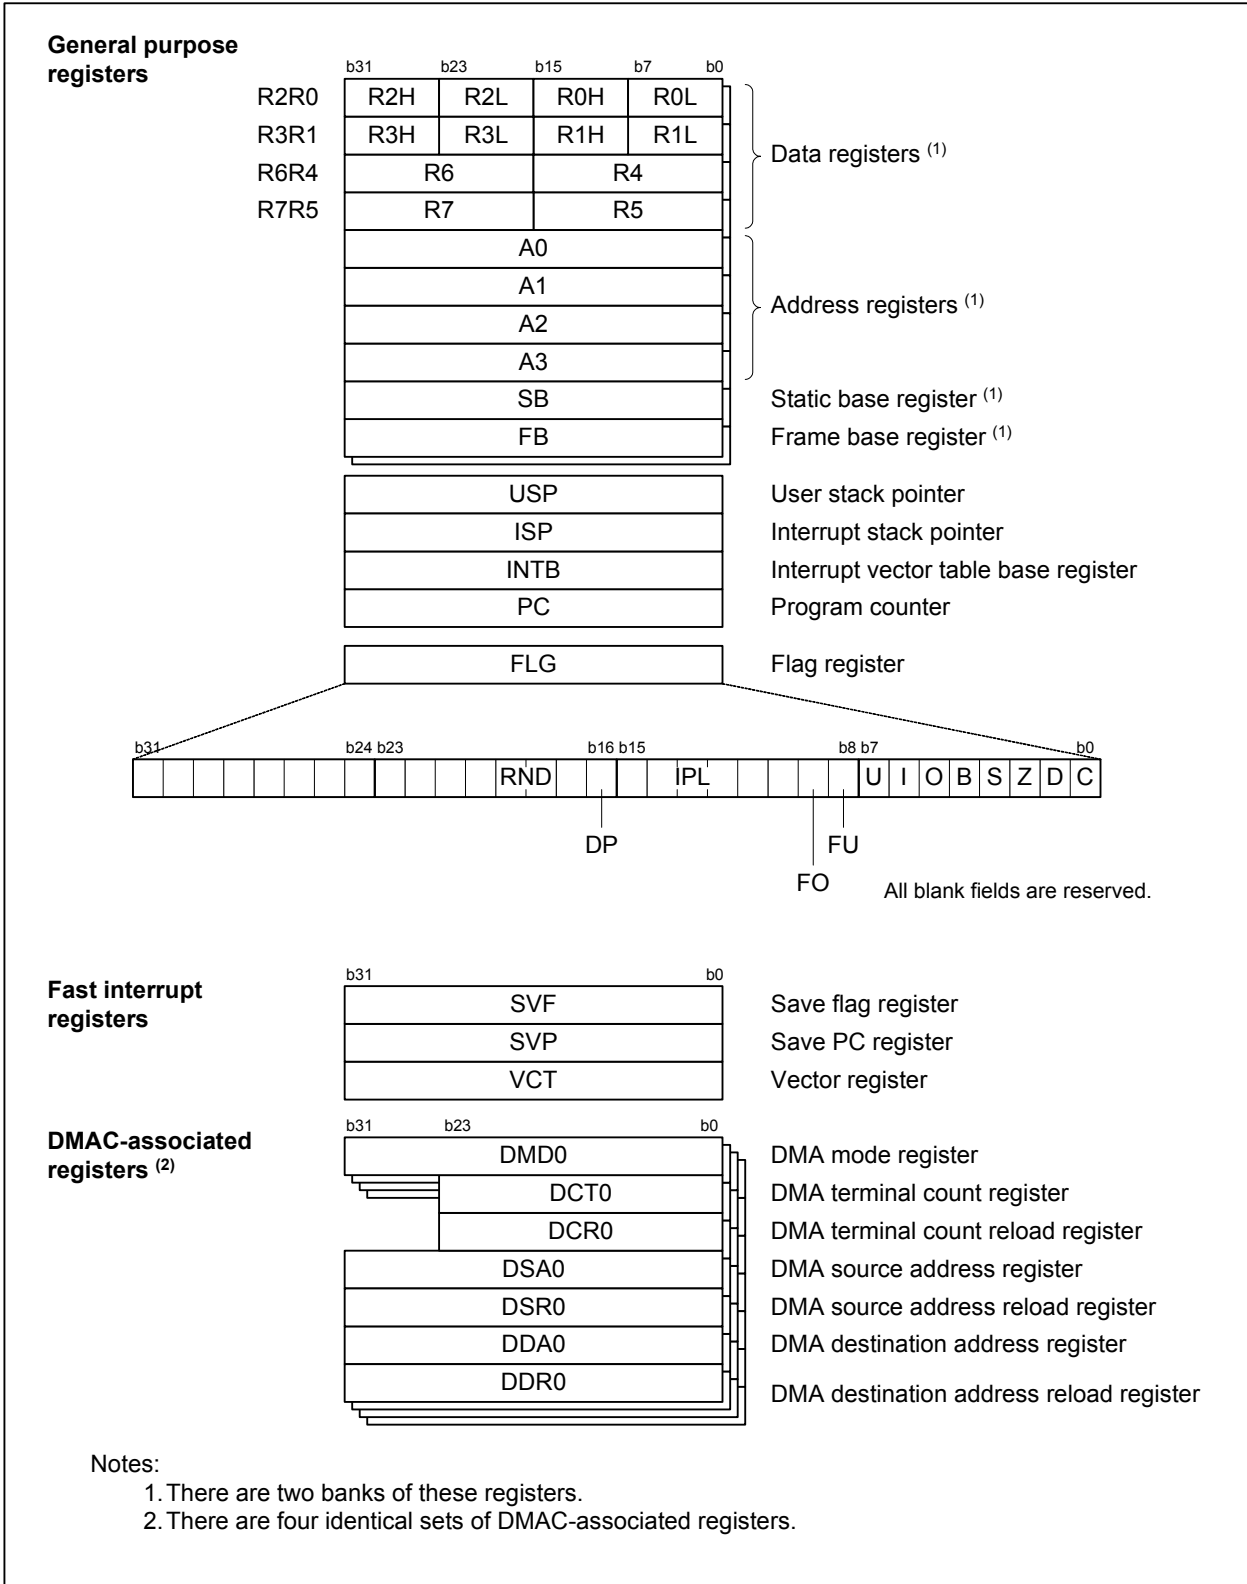 General purpose
registers
b31 b23 b15 b7 b0
R2R0 R2H R2L R0H R0L
R3R1 R3H R3L R1H R1L
Data registers (1)
R6R4 R6 R4
R7R5 R7 R5
A0
A1
Address registers (1)
A2
A3
SB Static base register (1)
FB Frame base register (1)
USP User stack pointer
ISP Interrupt stack pointer
INTB Interrupt vector table base register
PC Program counter
FLG Flag register
b31 b24 b23 b16 b15 b8 b7 b0
RND IPL U I O B S Z D C
DP FU
FO
All blank fields are reserved.
Fast interrupt
registers
b31 b0
SVF Save flag register
SVP Save PC register
VCT Vector register
DMAC-associated
registers (2)
b31 b23 b0
DMD0 DMA mode register
DCT0 DMA terminal count register
DCR0 DMA terminal count reload register
DSA0 DMA source address register
DSR0 DMA source address reload register
DDA0 DMA destination address register
DDR0 DMA destination address reload register
Notes:
1. There are two banks of these registers.
2. There are four identical sets of DMAC-associated registers.